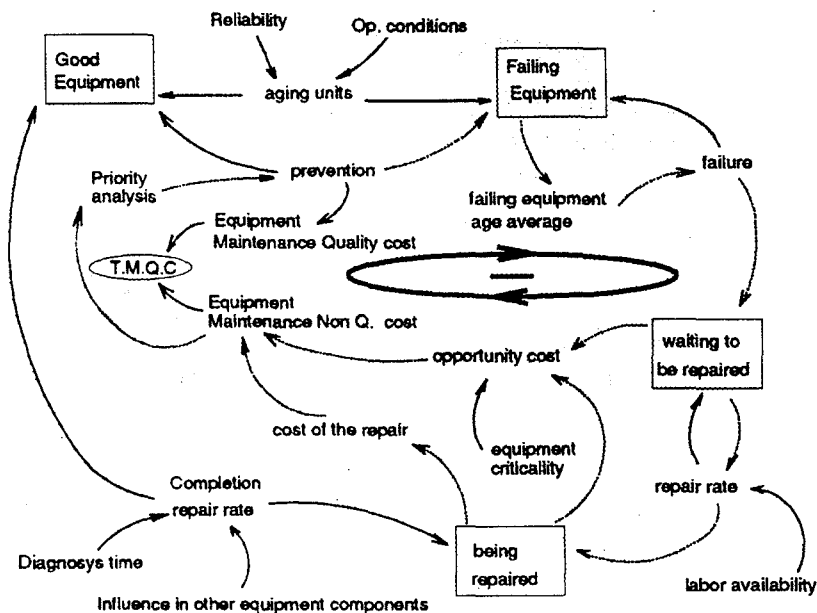 Reliability
Op. conditions
Good
Equipment
aging units
Failing
Equipment
Priority
analysis
prevention
failing equipment
age average
failure
Equipment
Maintenance Quality cost
T.M.Q.C
Equipment
Maintenance Non Q. cost
opportunity cost
waiting to
be repaired
cost of the repair
equipment
criticallity
Completion
repair rate
repair rate
being
repaired
Diagnosys time
labor availability
Influence in other equipment components